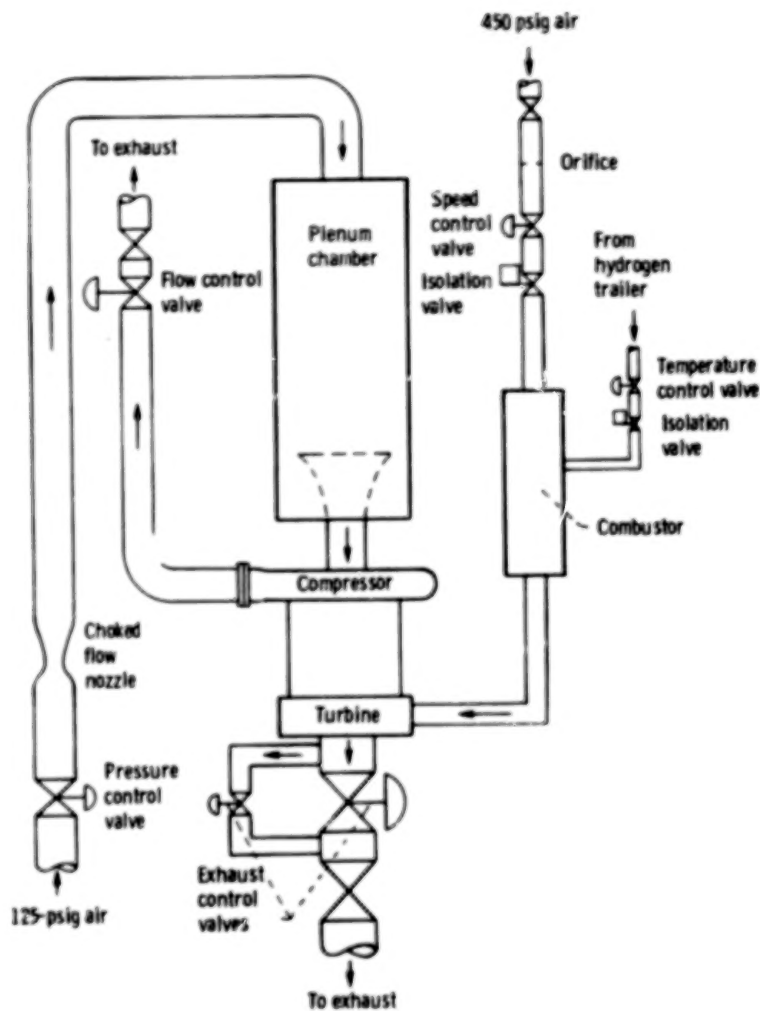 450 psig air
To exhaust
Orifice
Plenum
chamber
Speed
control
valve
From
hydrogen
trailer
Flow control
valve
Isolation
valve
Temperature
control valve
Isolation
valve
Combustor
Compressor
Choked
flow
nozzle
Turbine
Pressure
control
valve
Exhaust
control
valves
125-psig air
To exhaust